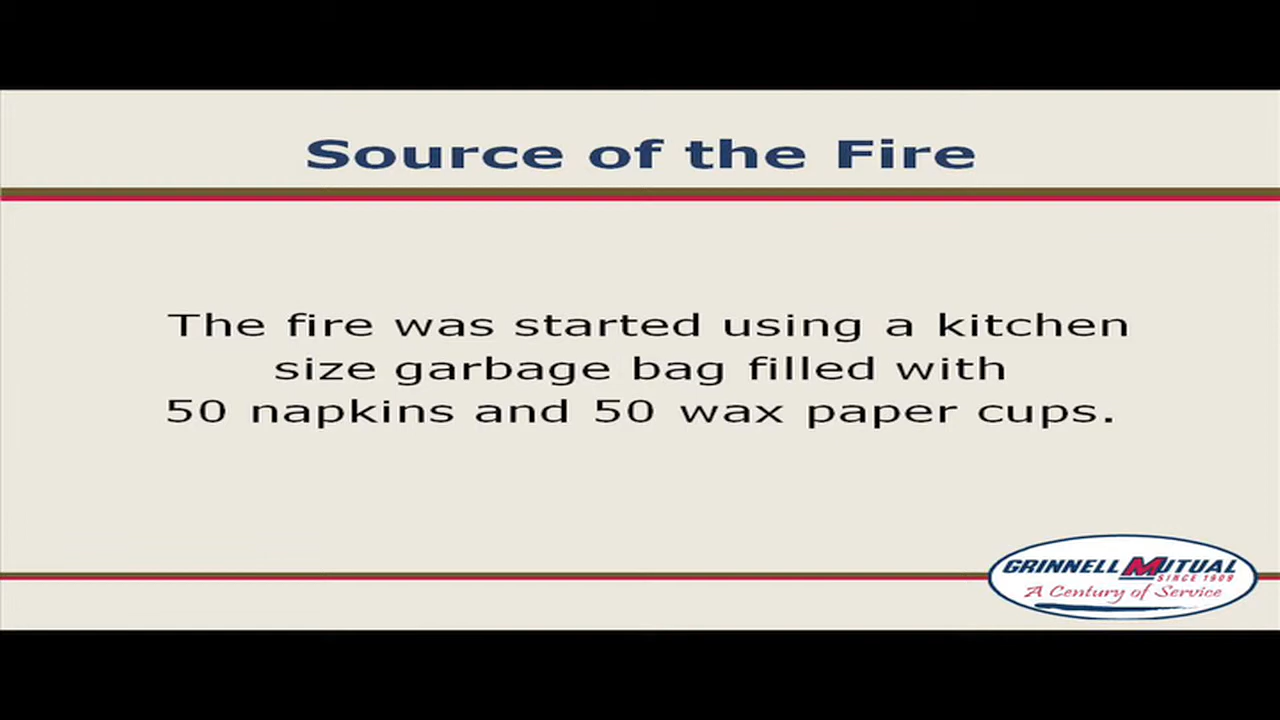 Source of the Fire
The fire was started using a kitchen
size garbage bag filled with
50 napkins and 50 wax paper cups.
GRINNELL MUTUAL
SINCE 1909
A Century of Service